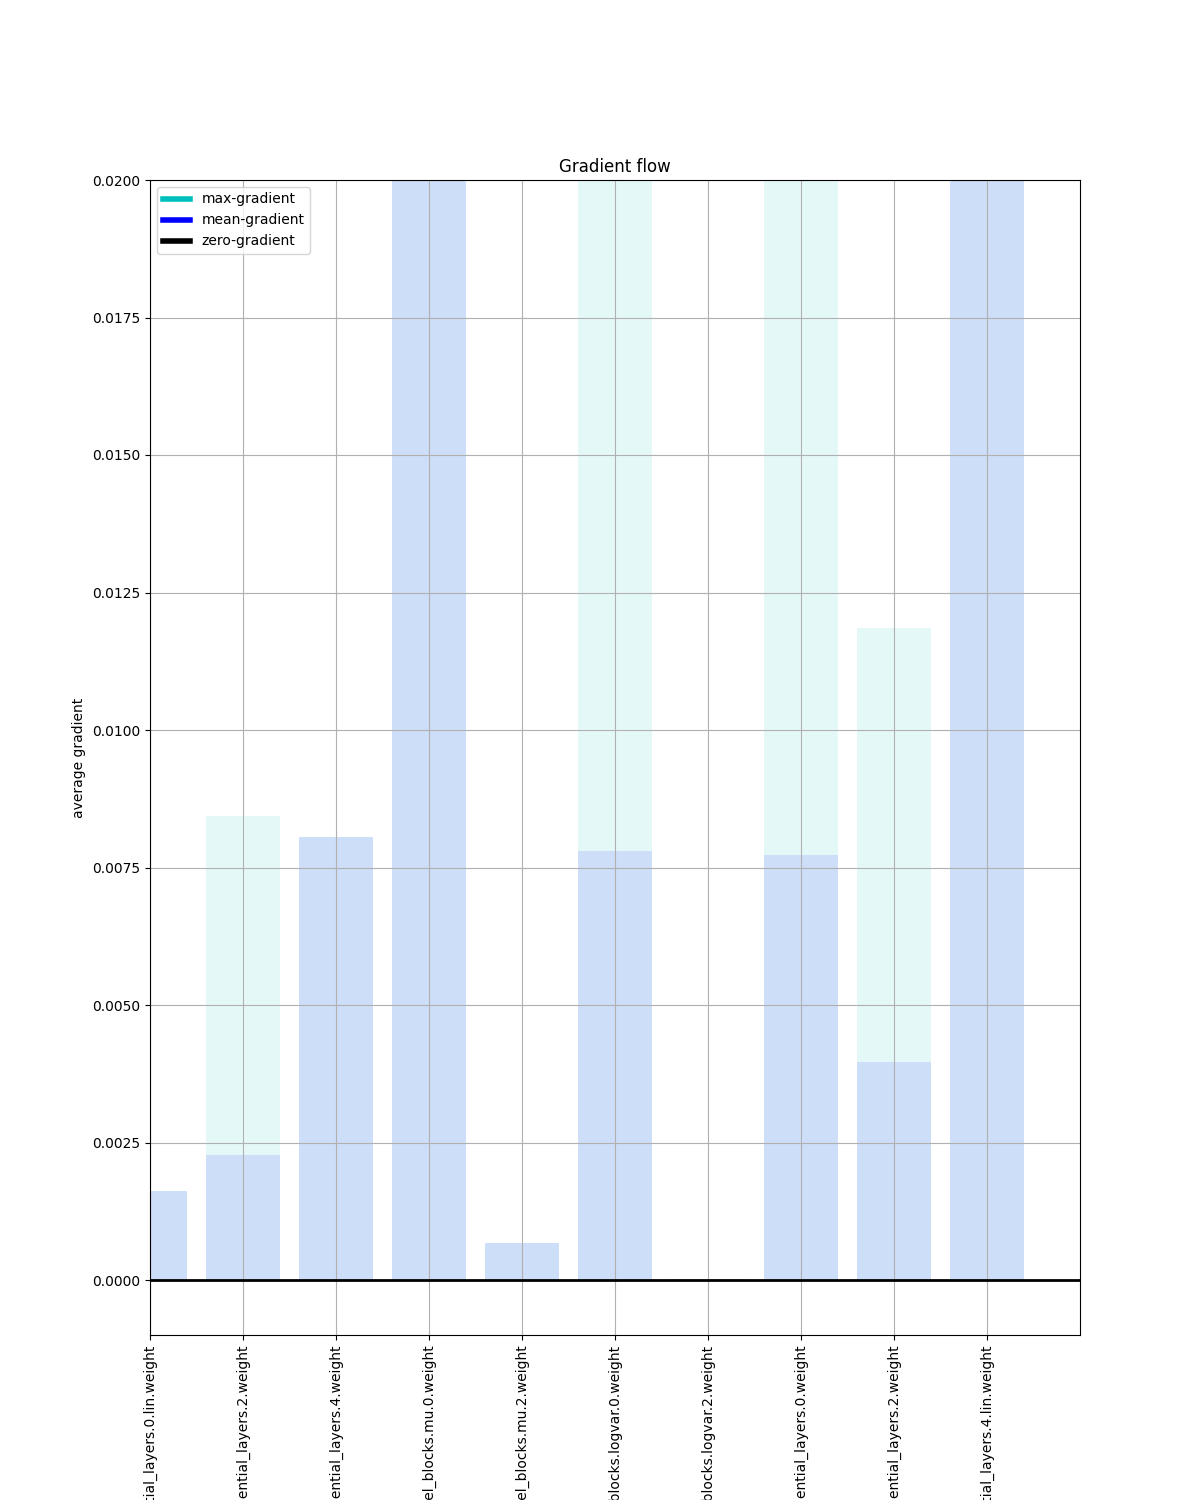 Gradient flow
max-gradient
mean-gradient
zero-gradient
0.0200
0.0175
0.0150
0.0125
0.0100
0.0075
0.0050
0.0025
0.0000
average gradient
tial_layers.0.lin.weight
ential_layers.2.weight
ential_layers.4.weight
el_blocks.mu.0.weight
el_blocks.mu.2.weight
blocks.logvar.0.weight
blocks.logvar.2.weight
ential_layers.0.weight
ential_layers.2.weight
tial_layers.4.lin.weight